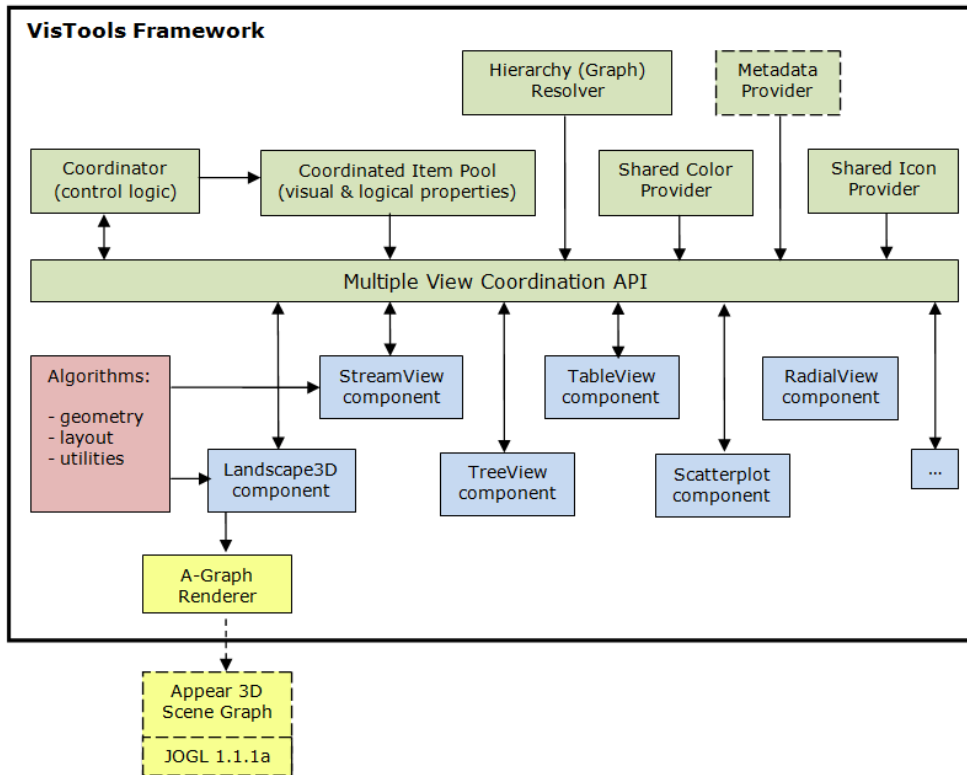 VisTools Framework
Hierarchy (Graph)
Resolver
Metadata
Provider
Coordinator
(control logic)
Coordinated Item Pool
(visual & logical properties)
Shared Color
Provider
Shared Icon
Provider
Multiple View Coordination API
Algorithms:
- geometry
- layout
- utilities
StreamView
component
TableView
component
RadialView
component
Landscape3D
component
TreeView
component
Scatterplot
component
...
A-Graph
Renderer
Appear 3D
Scene Graph
JOGL 1.1.1a